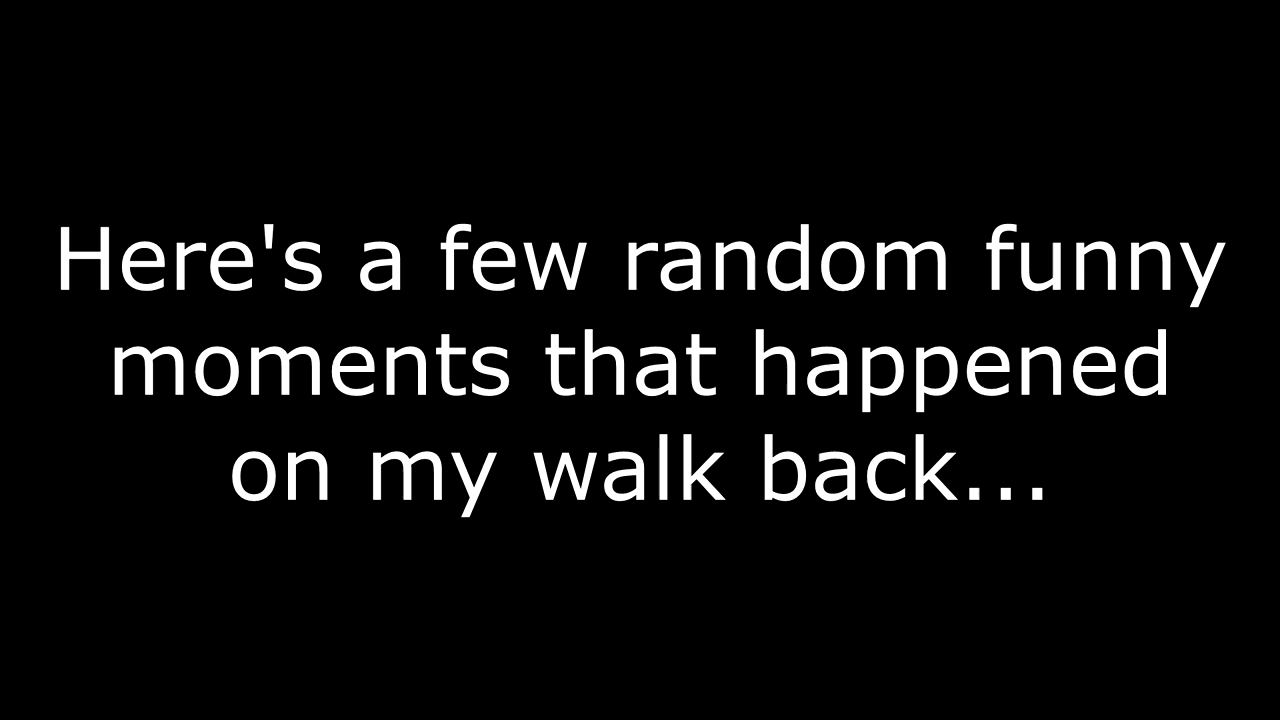 Here's a few random funny
moments that happened
on my walk back...